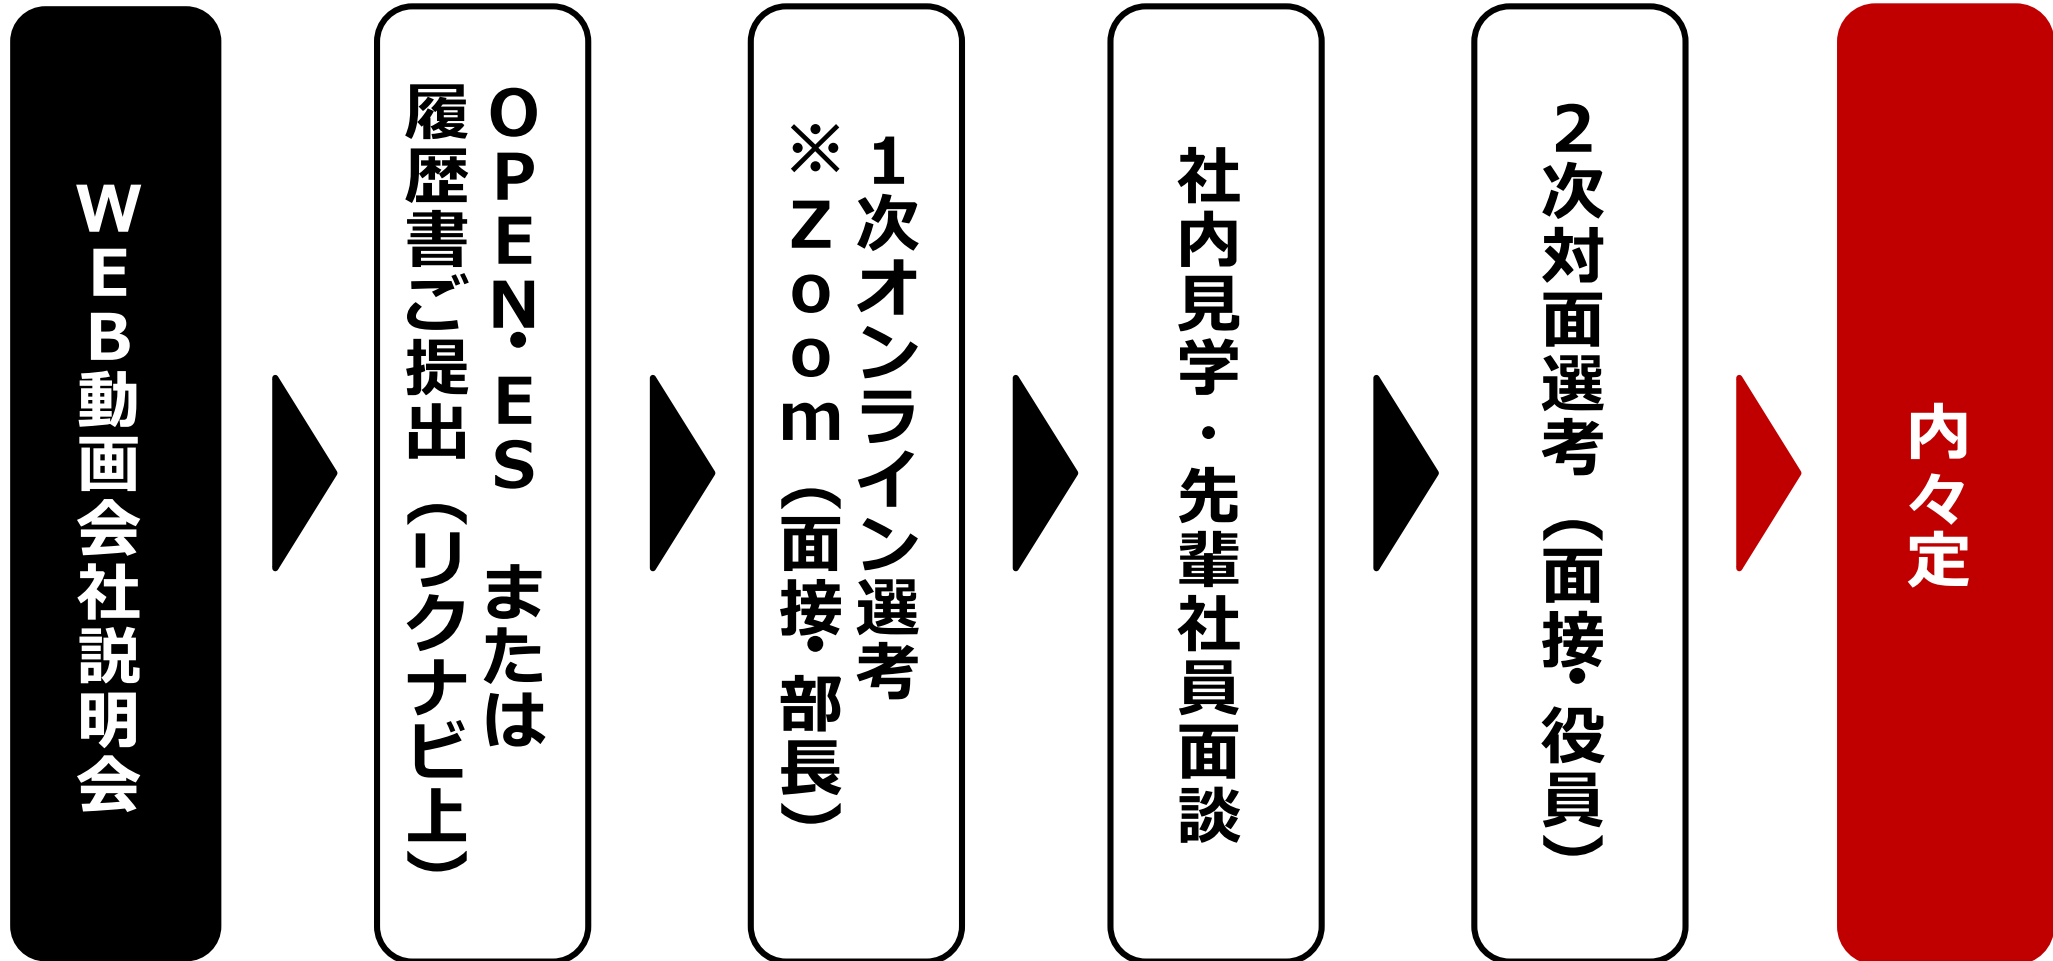 WEB動画会社説明会
OPEN・ES または
履歴書ご提出（リクナビ上）
1次オンライン選考
※Zoom（面接・部長）
社内見学・先輩社員面談
2次対面選考（面接・役員）
内々定